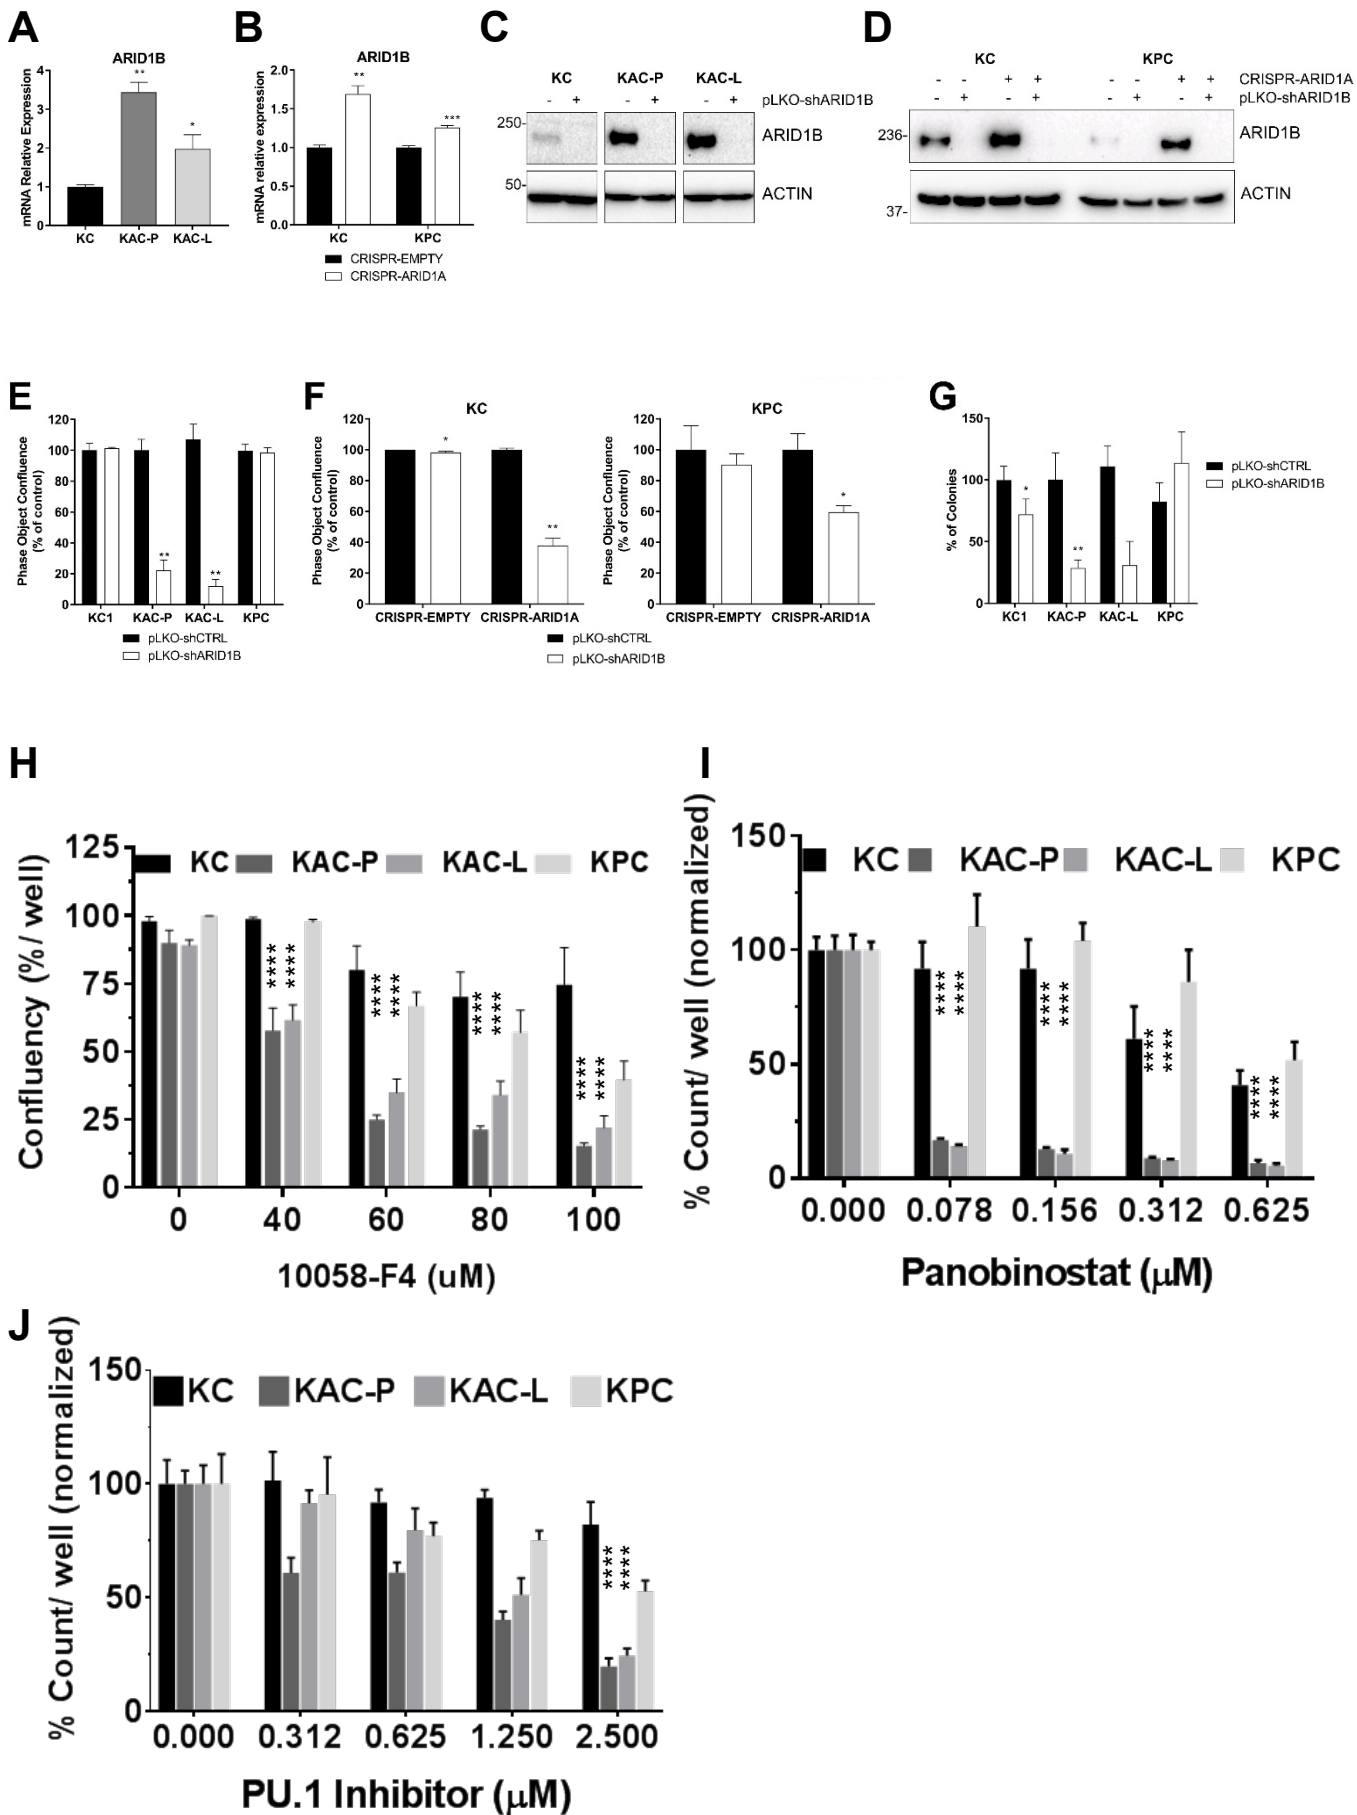 A
ARID1B
mRNA Relative Expression
4
3
2
1
0
**
*
KC KAC-P KAC-L
B
ARID1B
mRNA relative expression
2.0
1.5
1.0
0.5
0.0
**
***
KC KPC
CRISPR-EMPTY
CRISPR-ARID1A
C
KC KAC-P KAC-L
- + - + - + pLKO-shARID1B
250-
ARID1B
50-
ACTIN
D
KC KPC
- - + + - - + + CRISPR-ARID1A
- + - + - + - + pLKO-shARID1B
236-
ARID1B
ACTIN
37-
E
Phase Object Confluence
(% of control)
120
100
80
60
40
20
0
**
**
KC1 KAC-P KAC-L KPC
pLKO-shCTRL
pLKO-shARID1B
F
KC
Phase Object Confluence
(% of control)
120
100
80
60
40
20
0
*
**
CRISPR-EMPTY CRISPR-ARID1A
KPC
Phase Object Confluence
(% of control)
120
100
80
60
40
20
0
*
CRISPR-EMPTY CRISPR-ARID1A
pLKO-shCTRL
pLKO-shARID1B
G
% of Colonies
150
100
50
0
*
**
KC1 KAC-P KAC-L KPC
pLKO-shCTRL
pLKO-shARID1B
H
Confluency (%/ well)
125
100
75
50
25
0
KC KAC-P KAC-L KPC
**** ****
**** ****
**** ****
**** ****
0 40 60 80 100
10058-F4 (uM)
I
% Count/ well (normalized)
150
100
50
0
KC KAC-P KAC-L KPC
**** ****
**** ****
**** ****
**** ****
0.000 0.078 0.156 0.312 0.625
Panobinostat (μM)
J
% Count/ well (normalized)
150
100
50
0
KC KAC-P KAC-L KPC
**** ****
0.000 0.312 0.625 1.250 2.500
PU.1 Inhibitor (μM)